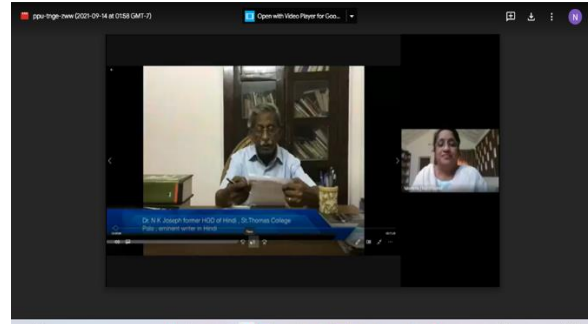 ppu-tnge-zww (2021-09-14 at 01:58 GMT-7)
Open with Video Player for Goo...
N
Dr. N K Joseph former HOD of Hindi , St.Thomas College
Pala , eminent writer in Hindi